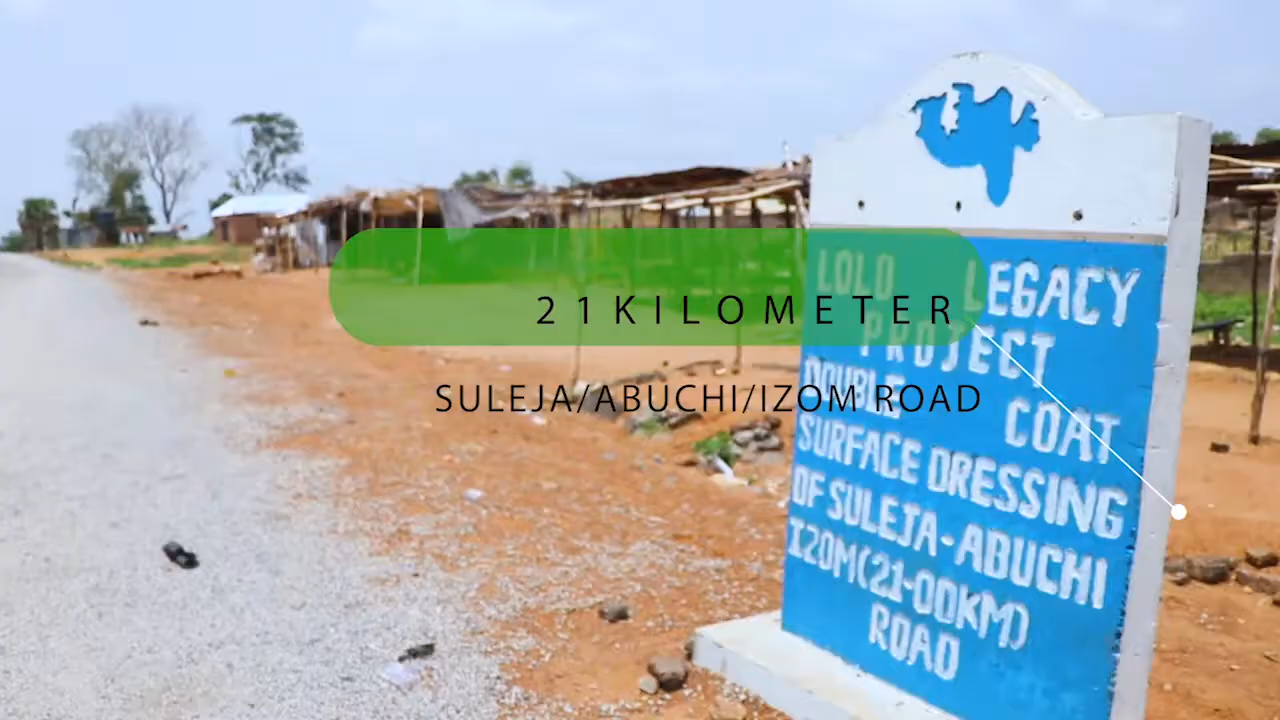 21KILOMETER
SULEJA/ABUCHI/IZOM ROAD
LOLO LEGACY
PROJECT
DOUBLE COAT
SURFACE DRESSING
OF SULEJA-ABUCHI
IZOM(21-00KM)
ROAD